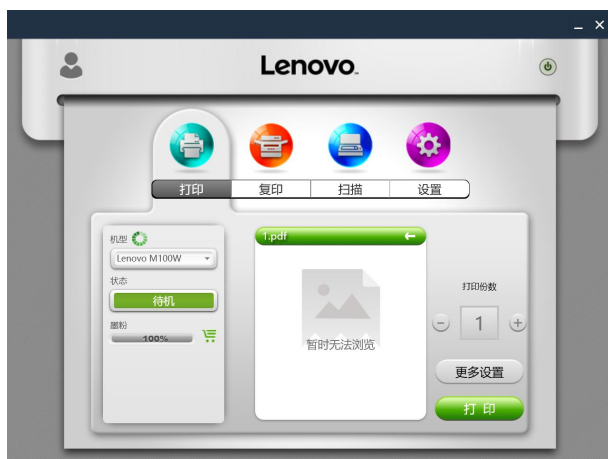 Lenovo.
打印
复印
扫描
设置
机型
Lenovo M100W
状态
待机
墨粉
100%
1.pdf
暂时无法浏览
打印份数
1
更多设置
打 印